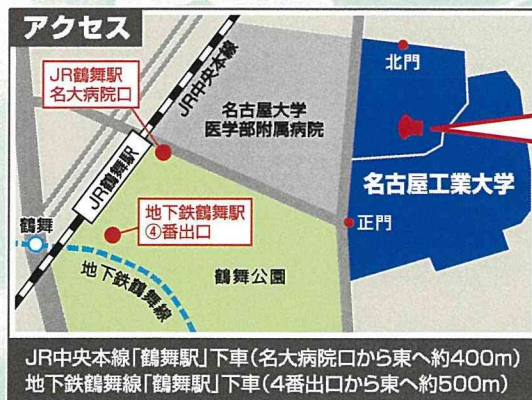 アクセス
JR鶴舞駅
名大病院口
JR中央本線
北門
名古屋大学
医学部附属病院
JR鶴舞駅
名古屋工業大学
地下鉄鶴舞駅
④番出口
正門
鶴舞
地下鉄鶴舞線
鶴舞公園
JR中央本線「鶴舞駅」下車(名大病院口から東へ約400m)
地下鉄鶴舞線「鶴舞駅」下車(4番出口から東へ約500m)